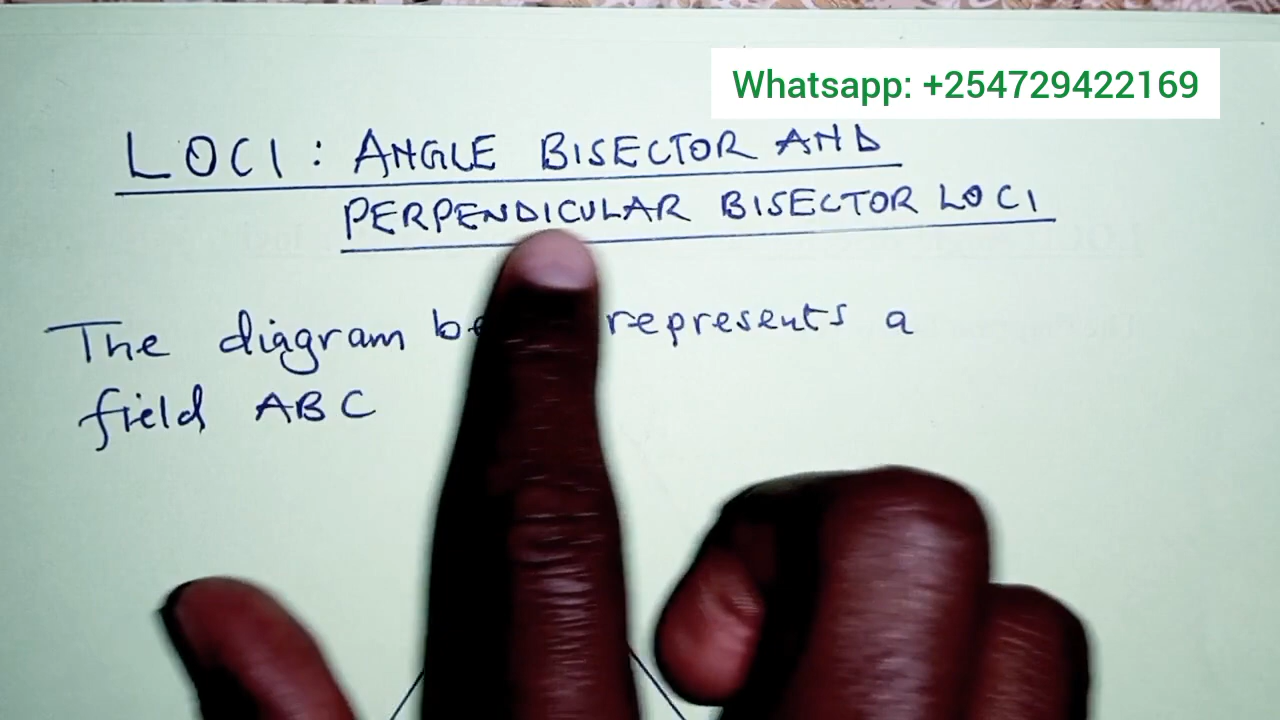 Whatsapp: +254729422169
LOCI: ANGLE BISECTOR AND
PERPENDICULAR BISECTOR LOCI
The diagram represents a
field ABC